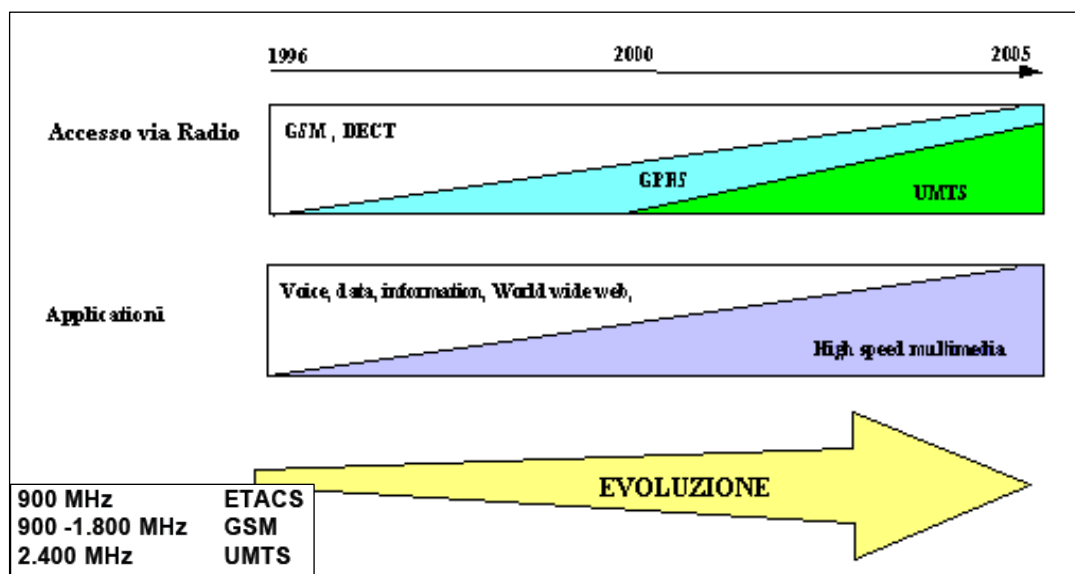 1996 2000 2005
Accesso via Radio
GSM , DECT
GPRS
UMTS
Voice, data, information, World wide web,
Applicationi
High speed multimedia
EVOLUZIONE
900 MHz ETACS
900 -1.800 MHz GSM
2.400 MHz UMTS